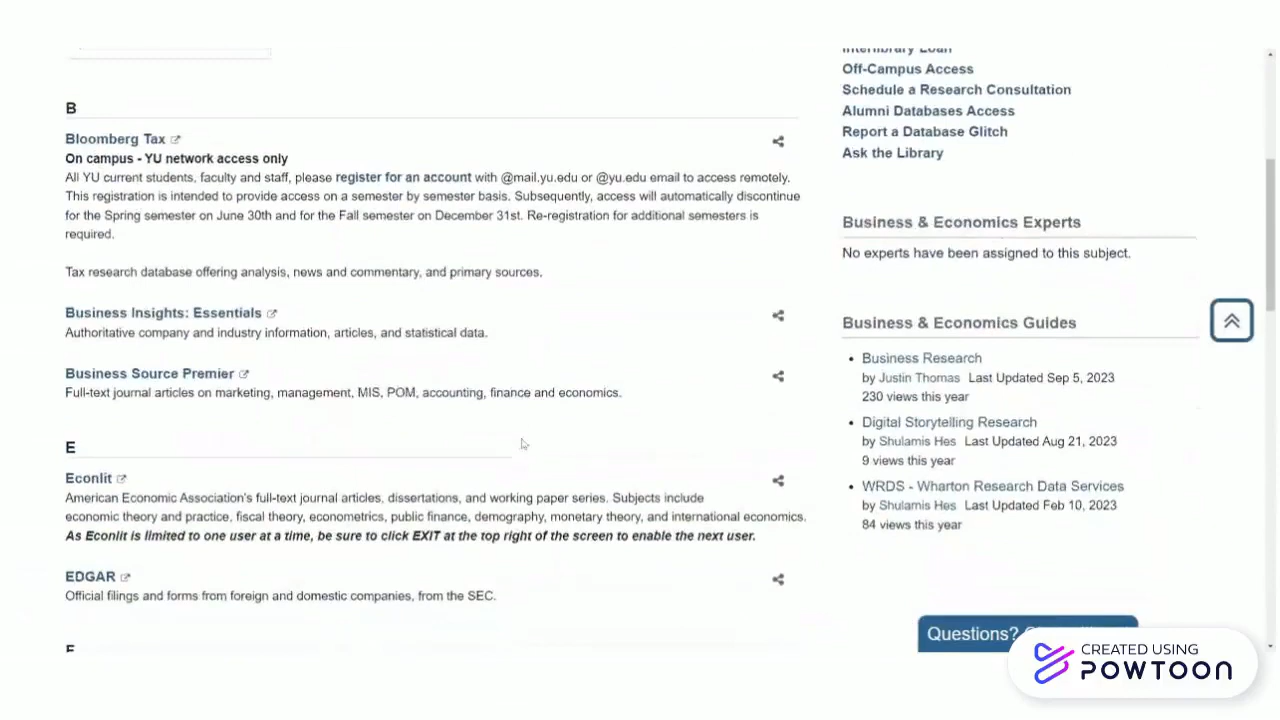 B
Bloomberg Tax
On campus - YU network access only
All YU current students, faculty and staff, please register for an account with @mail.yu.edu or @yu.edu email to access remotely.
This registration is intended to provide access on a semester by semester basis. Subsequently, access will automatically discontinue
for the Spring semester on June 30th and for the Fall semester on December 31st. Re-registration for additional semesters is
required.
Tax research database offering analysis, news and commentary, and primary sources.
Business Insights: Essentials
Authoritative company and industry information, articles, and statistical data.
Business Source Premier
Full-text journal articles on marketing, management, MIS, POM, accounting, finance and economics.
E
Econlit
American Economic Association's full-text journal articles, dissertations, and working paper series. Subjects include
economic theory and practice, fiscal theory, econometrics, public finance, demography, monetary theory, and international economics.
As Econlit is limited to one user at a time, be sure to click EXIT at the top right of the screen to enable the next user.
EDGAR
Official filings and forms from foreign and domestic companies, from the SEC.
Interlibrary Loan
Off-Campus Access
Schedule a Research Consultation
Alumni Databases Access
Report a Database Glitch
Ask the Library
Business & Economics Experts
No experts have been assigned to this subject.
Business & Economics Guides
Business Research
by Justin Thomas Last Updated Sep 5, 2023
230 views this year
Digital Storytelling Research
by Shulamis Hes Last Updated Aug 21, 2023
9 views this year
WRDS - Wharton Research Data Services
by Shulamis Hes Last Updated Feb 10, 2023
84 views this year
Questions?
CREATED USING
POWTOON